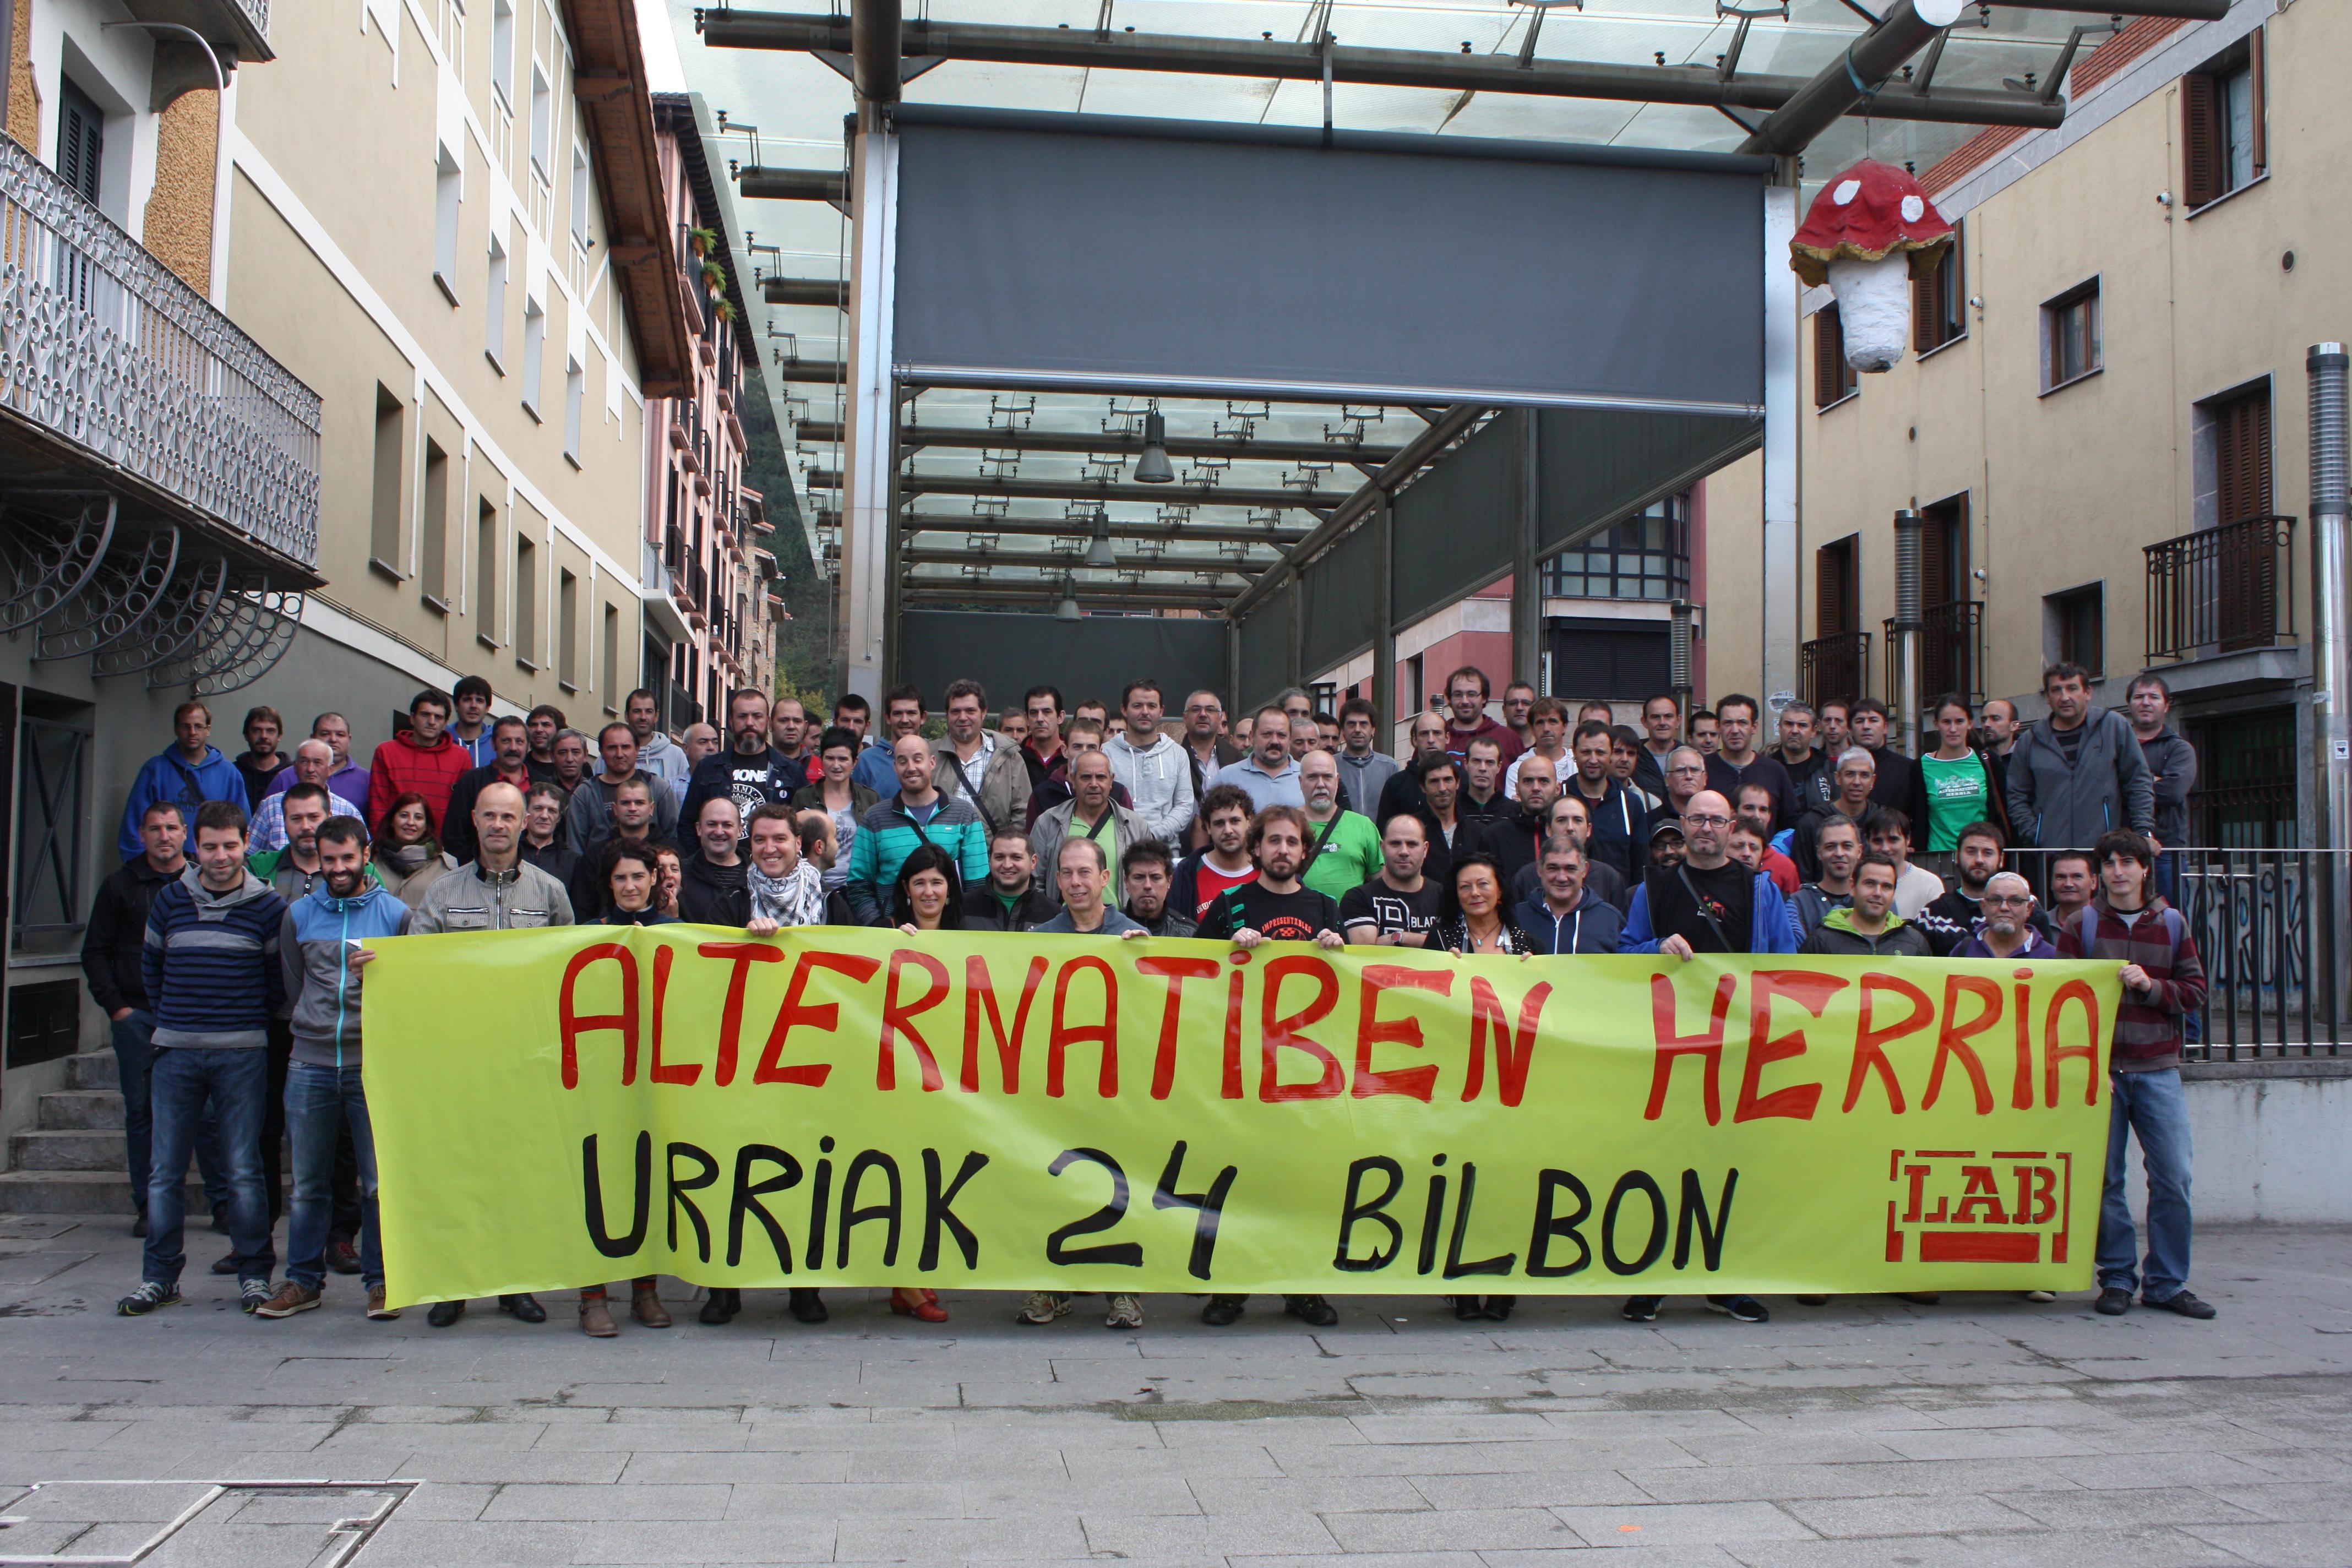 ALTERNATIBEN HERRIA
URRIAK 24 BILBON
LAB